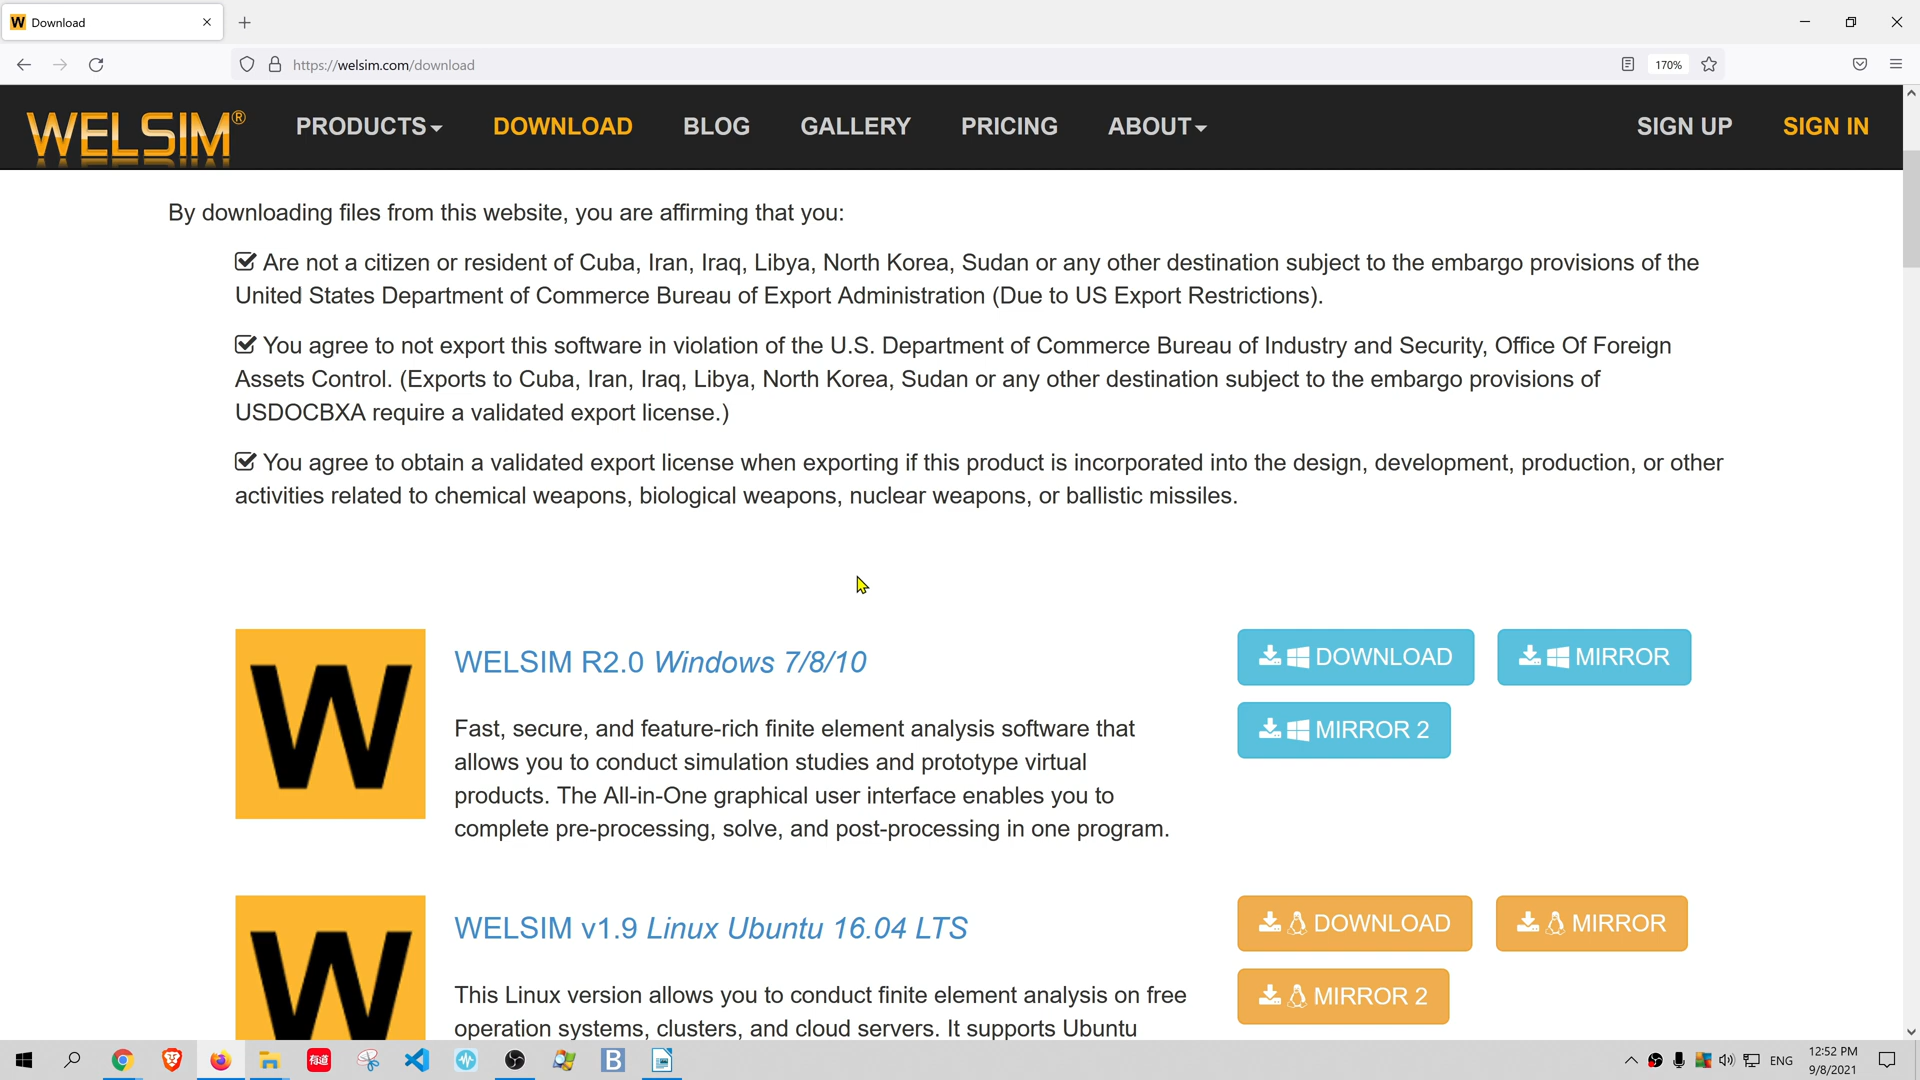 W Download
https://welsim.com/download
170%
WELSIM®
PRODUCTS
DOWNLOAD
BLOG
GALLERY
PRICING
ABOUT
SIGN UP
SIGN IN
By downloading files from this website, you are affirming that you:
Are not a citizen or resident of Cuba, Iran, Iraq, Libya, North Korea, Sudan or any other destination subject to the embargo provisions of the
United States Department of Commerce Bureau of Export Administration (Due to US Export Restrictions).
You agree to not export this software in violation of the U.S. Department of Commerce Bureau of Industry and Security, Office Of Foreign
Assets Control. (Exports to Cuba, Iran, Iraq, Libya, North Korea, Sudan or any other destination subject to the embargo provisions of
USDOCBXA require a validated export license.)
You agree to obtain a validated export license when exporting if this product is incorporated into the design, development, production, or other
activities related to chemical weapons, biological weapons, nuclear weapons, or ballistic missiles.
W
WELSIM R2.0 Windows 7/8/10
Fast, secure, and feature-rich finite element analysis software that
allows you to conduct simulation studies and prototype virtual
products. The All-in-One graphical user interface enables you to
complete pre-processing, solve, and post-processing in one program.
DOWNLOAD
MIRROR
MIRROR 2
W
WELSIM v1.9 Linux Ubuntu 16.04 LTS
This Linux version allows you to conduct finite element analysis on free
operation systems, clusters, and cloud servers. It supports Ubuntu
DOWNLOAD
MIRROR
MIRROR 2
有道
B
ENG
12:52 PM
9/8/2021